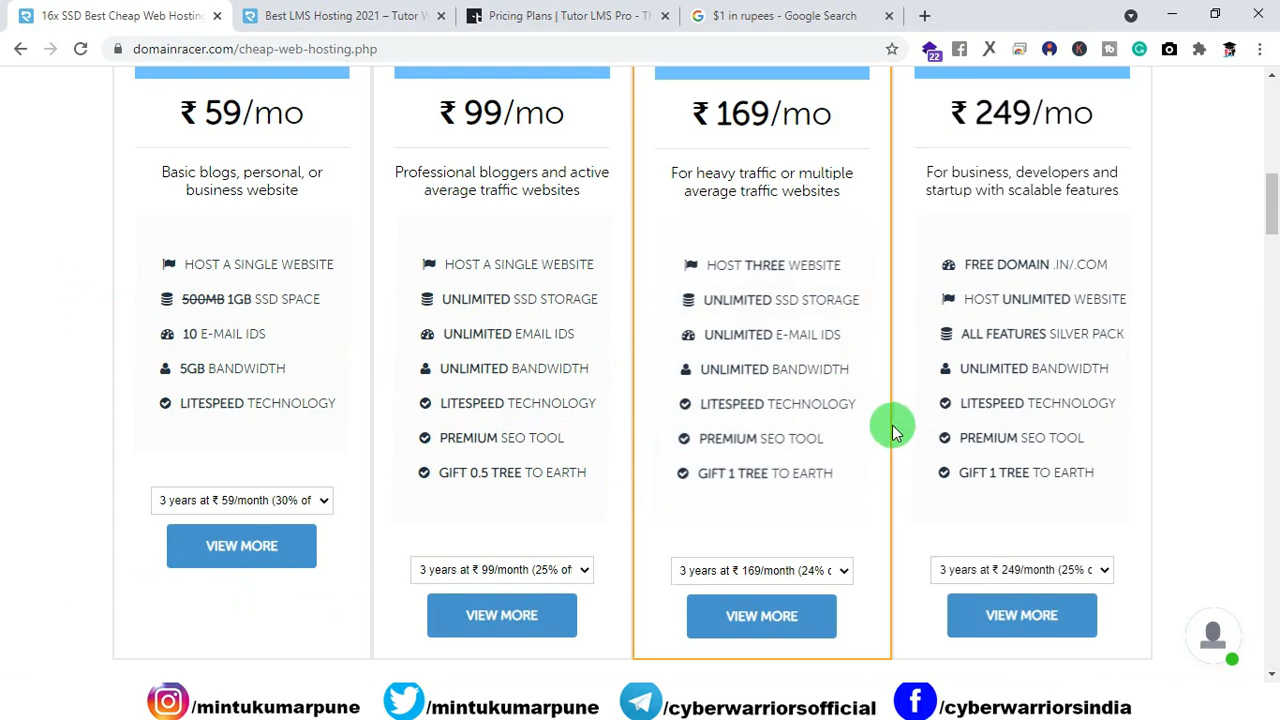 16x SSD Best Cheap Web Hosting
Best LMS Hosting 2021 – Tutor W
Pricing Plans | Tutor LMS Pro - Th
$1 in rupees - Google Search
domainracer.com/cheap-web-hosting.php
22
₹ 59/mo
Basic blogs, personal, or
business website
HOST A SINGLE WEBSITE
500MB 1GB SSD SPACE
10 E-MAIL IDS
5GB BANDWIDTH
LITESPEED TECHNOLOGY
3 years at ₹ 59/month (30% of
VIEW MORE
₹ 99/mo
Professional bloggers and active
average traffic websites
HOST A SINGLE WEBSITE
UNLIMITED SSD STORAGE
UNLIMITED EMAIL IDS
UNLIMITED BANDWIDTH
LITESPEED TECHNOLOGY
PREMIUM SEO TOOL
GIFT 0.5 TREE TO EARTH
3 years at ₹ 99/month (25% of
VIEW MORE
₹ 169/mo
For heavy traffic or multiple
average traffic websites
HOST THREE WEBSITE
UNLIMITED SSD STORAGE
UNLIMITED E-MAIL IDS
UNLIMITED BANDWIDTH
LITESPEED TECHNOLOGY
PREMIUM SEO TOOL
GIFT 1 TREE TO EARTH
3 years at ₹ 169/month (24% o
VIEW MORE
₹ 249/mo
For business, developers and
startup with scalable features
FREE DOMAIN .IN/.COM
HOST UNLIMITED WEBSITE
ALL FEATURES SILVER PACK
UNLIMITED BANDWIDTH
LITESPEED TECHNOLOGY
PREMIUM SEO TOOL
GIFT 1 TREE TO EARTH
3 years at ₹ 249/month (25% o
VIEW MORE
/mintukumarpune
/mintukumarpune
/cyberwarriorsofficial
/cyberwarriorsindia